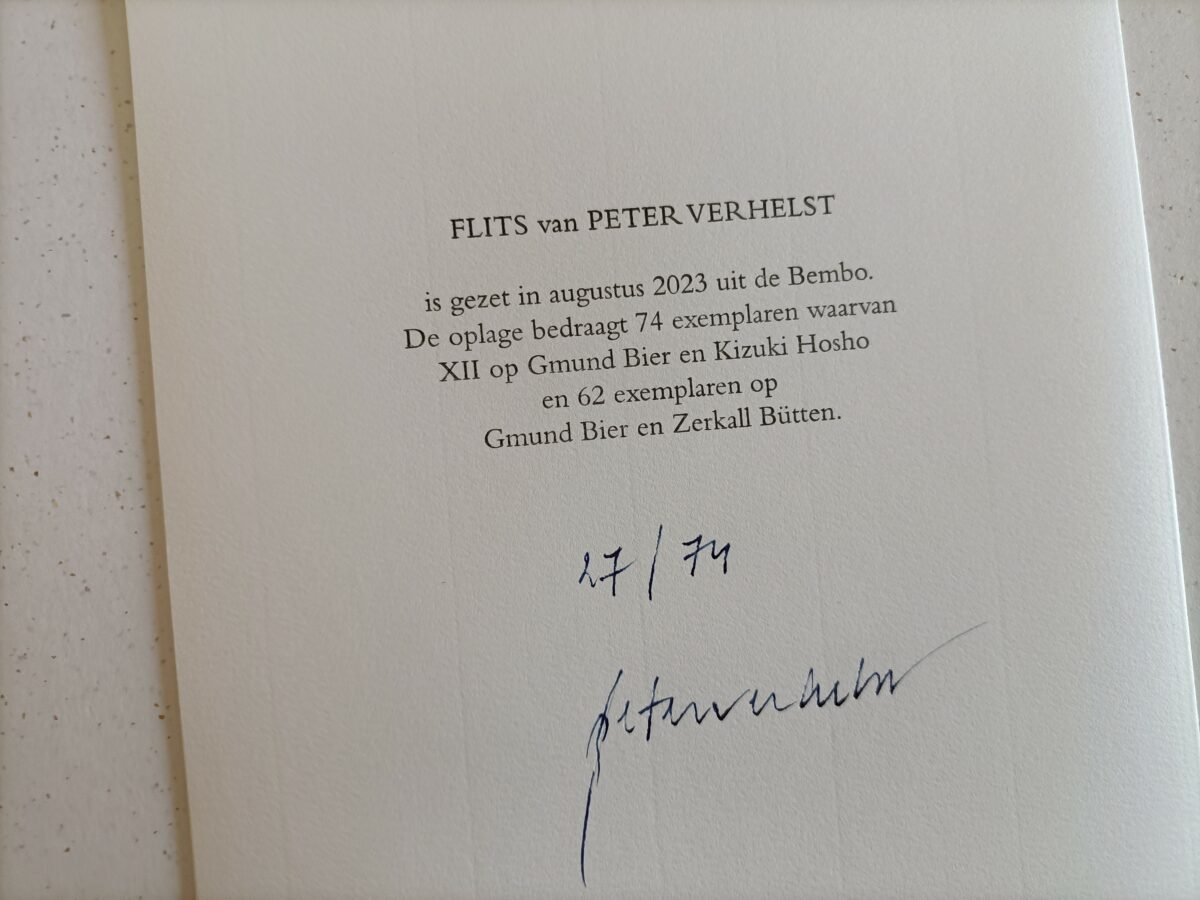 FLITS van PETER VERHELST
is gezet in augustus 2023 uit de Bembo.
De oplage bedraagt 74 exemplaren waarvan
XII op Gmund Bier en Kizuki Hosho
en 62 exemplaren op
Gmund Bier en Zerkall Bütten.
27/74
peterverhelst